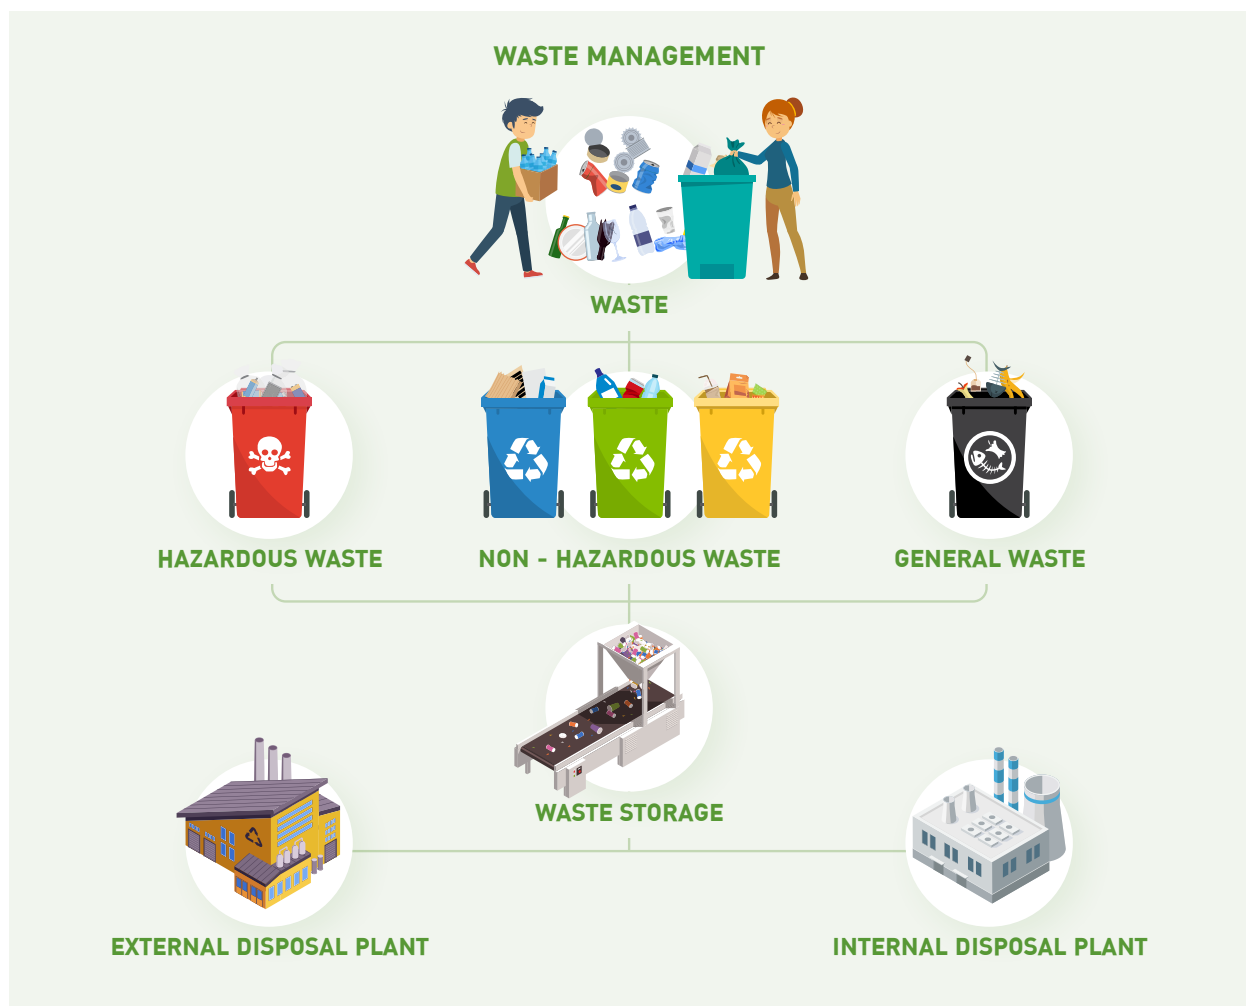 WASTE MANAGEMENT
WASTE
HAZARDOUS WASTE
NON - HAZARDOUS WASTE
GENERAL WASTE
WASTE STORAGE
EXTERNAL DISPOSAL PLANT
INTERNAL DISPOSAL PLANT